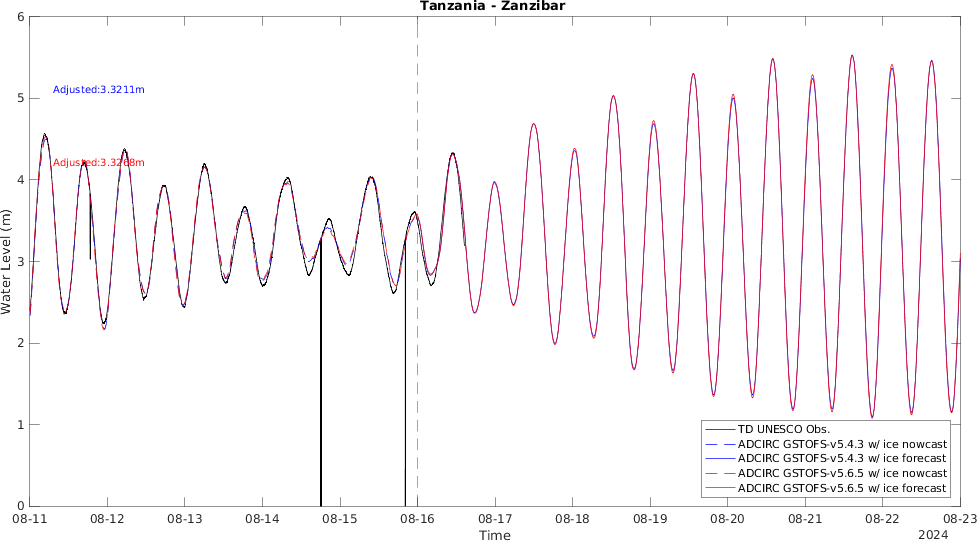 Tanzania - Zanzibar
6
5
4
3
2
1
0
Water Level (m)
Adjusted:3.3211m
Adjusted:3.3268m
TD UNESCO Obs.
ADCIRC GSTOFS-v5.4.3 w/ ice nowcast
ADCIRC GSTOFS-v5.4.3 w/ ice forecast
ADCIRC GSTOFS-v5.6.5 w/ ice nowcast
ADCIRC GSTOFS-v5.6.5 w/ ice forecast
08-11 08-12 08-13 08-14 08-15 08-16 08-17 08-18 08-19 08-20 08-21 08-22 08-23
Time
2024